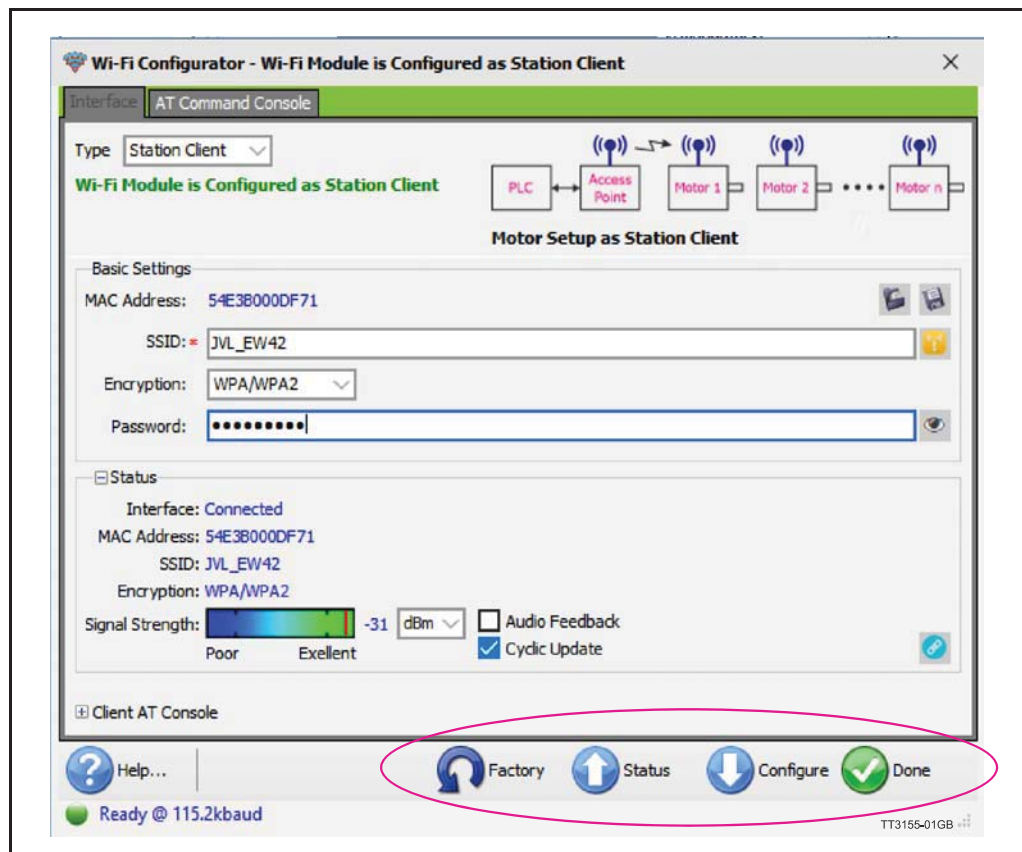 Wi-Fi Configurator - Wi-Fi Module is Configured as Station Client
Interface AT Command Console
Type Station Client
Wi-Fi Module is Configured as Station Client
PLC Access Point Motor 1 Motor 2 Motor n
Motor Setup as Station Client
Basic Settings
MAC Address: 54E3B000DF71
SSID:* JVL_EW42
Encryption: WPA/WPA2
Password: •••••••••
Status
Interface: Connected
MAC Address: 54E3B000DF71
SSID: JVL_EW42
Encryption: WPA/WPA2
Signal Strength: -31 dBm Audio Feedback
Poor Exellent Cyclic Update
Client AT Console
Help... Factory Status Configure Done
Ready @ 115.2kbaud
TT3155-01GB